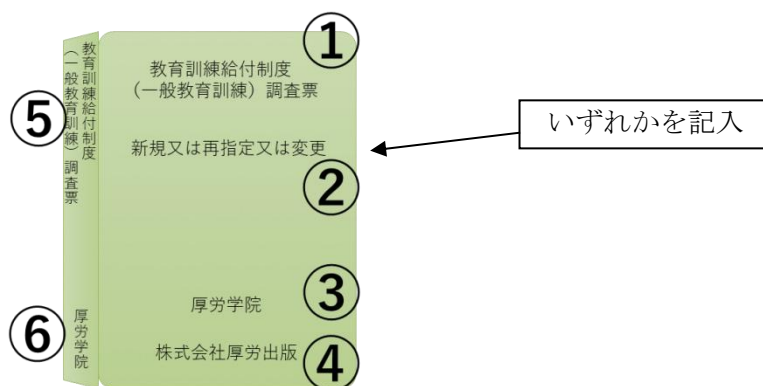 ①
教育訓練給付制度
（一般教育訓練）調査票
新規又は再指定又は変更
②
③
厚労学院
株式会社厚労出版
④
教育訓練給付制度
（一般教育訓練）調査票
⑤
厚労学院
⑥
いずれかを記入